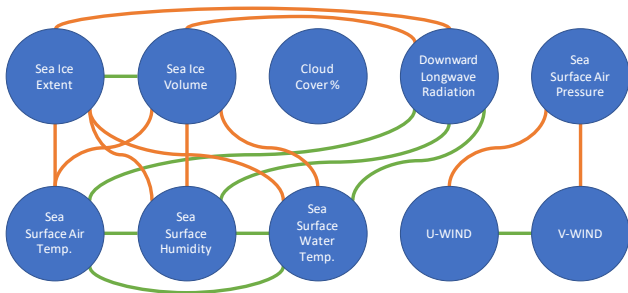 Sea Ice
Extent
Sea Ice
Volume
Cloud
Cover %
Downward
Longwave
Radiation
Sea
Surface Air
Pressure
Sea
Surface Air
Temp.
Sea
Surface
Humidity
Sea
Surface
Water
Temp.
U-WIND
V-WIND